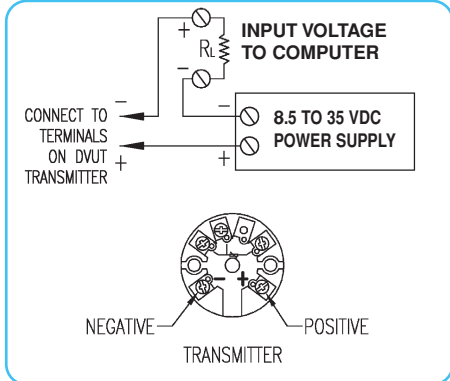 +
INPUT VOLTAGE
TO COMPUTER
RL
−
−
8.5 TO 35 VDC
POWER SUPPLY
+
−
CONNECT TO
TERMINALS
ON DVUT
TRANSMITTER
+
− +
NEGATIVE
POSITIVE
TRANSMITTER